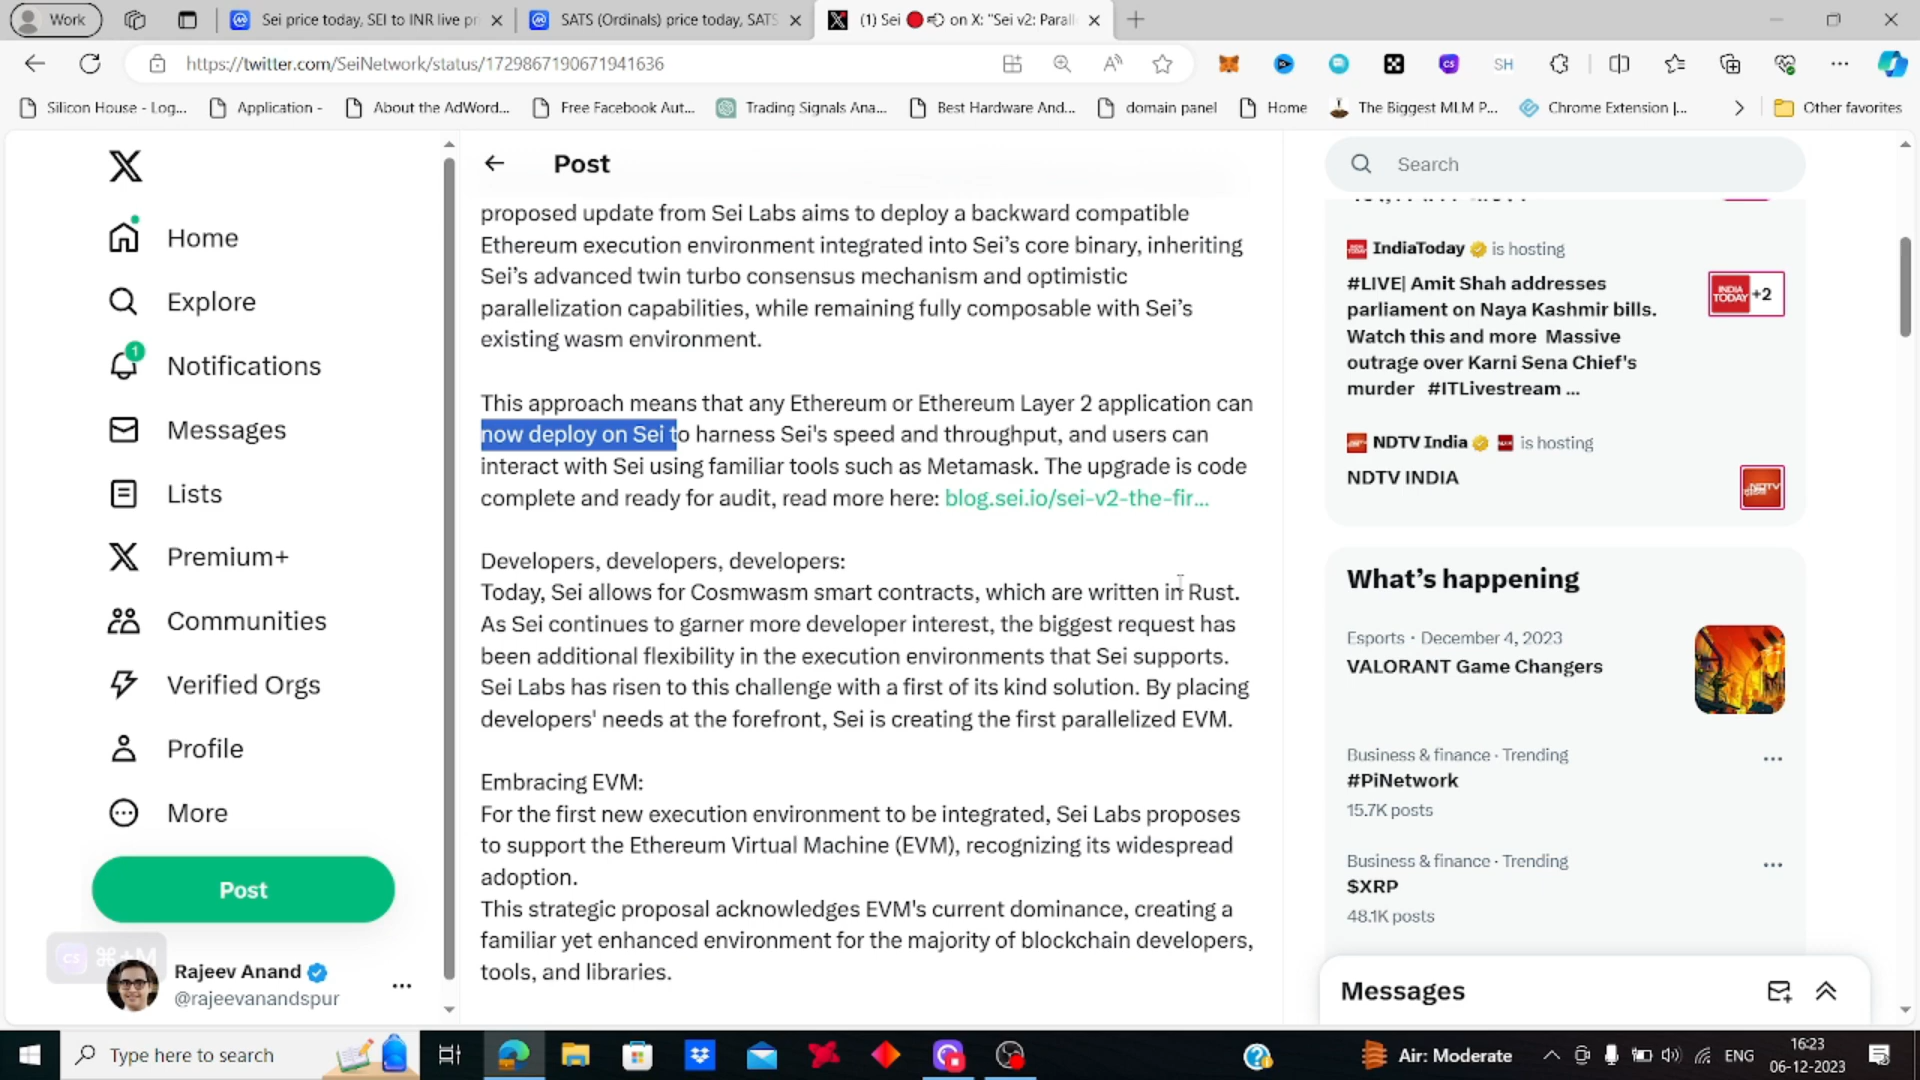 Work
Sei price today, SEI to INR live pri
SATS (Ordinals) price today, SATS
(1) Sei 🔴💨 on X: "Sei v2: Parall
https://twitter.com/SeiNetwork/status/1729867190671941636
SH
Silicon House - Log...
Application -
About the AdWord...
Free Facebook Aut...
Trading Signals Ana...
Best Hardware And...
domain panel
Home
The Biggest MLM P...
Chrome Extension |...
Other favorites
Home
Explore
1
Notifications
Messages
Lists
Premium+
Communities
Verified Orgs
Profile
More
Post
CS ⌘+M
Rajeev Anand
@rajeevanandspur
Post
proposed update from Sei Labs aims to deploy a backward compatible
Ethereum execution environment integrated into Sei's core binary, inheriting
Sei's advanced twin turbo consensus mechanism and optimistic
parallelization capabilities, while remaining fully composable with Sei's
existing wasm environment.
This approach means that any Ethereum or Ethereum Layer 2 application can
now deploy on Sei to harness Sei's speed and throughput, and users can
interact with Sei using familiar tools such as Metamask. The upgrade is code
complete and ready for audit, read more here: blog.sei.io/sei-v2-the-fir...
Developers, developers, developers:
Today, Sei allows for Cosmwasm smart contracts, which are written in Rust.
As Sei continues to garner more developer interest, the biggest request has
been additional flexibility in the execution environments that Sei supports.
Sei Labs has risen to this challenge with a first of its kind solution. By placing
developers' needs at the forefront, Sei is creating the first parallelized EVM.
Embracing EVM:
For the first new execution environment to be integrated, Sei Labs proposes
to support the Ethereum Virtual Machine (EVM), recognizing its widespread
adoption.
This strategic proposal acknowledges EVM's current dominance, creating a
familiar yet enhanced environment for the majority of blockchain developers,
tools, and libraries.
Search
IndiaToday is hosting
#LIVE| Amit Shah addresses
parliament on Naya Kashmir bills.
Watch this and more Massive
outrage over Karni Sena Chief's
murder #ITLivestream ...
INDIA TODAY +2
NDTV India is hosting
NDTV INDIA
What's happening
Esports · December 4, 2023
VALORANT Game Changers
Business & finance · Trending
#PiNetwork
15.7K posts
Business & finance · Trending
$XRP
48.1K posts
Messages
Type here to search
Air: Moderate
ENG
16:23
06-12-2023